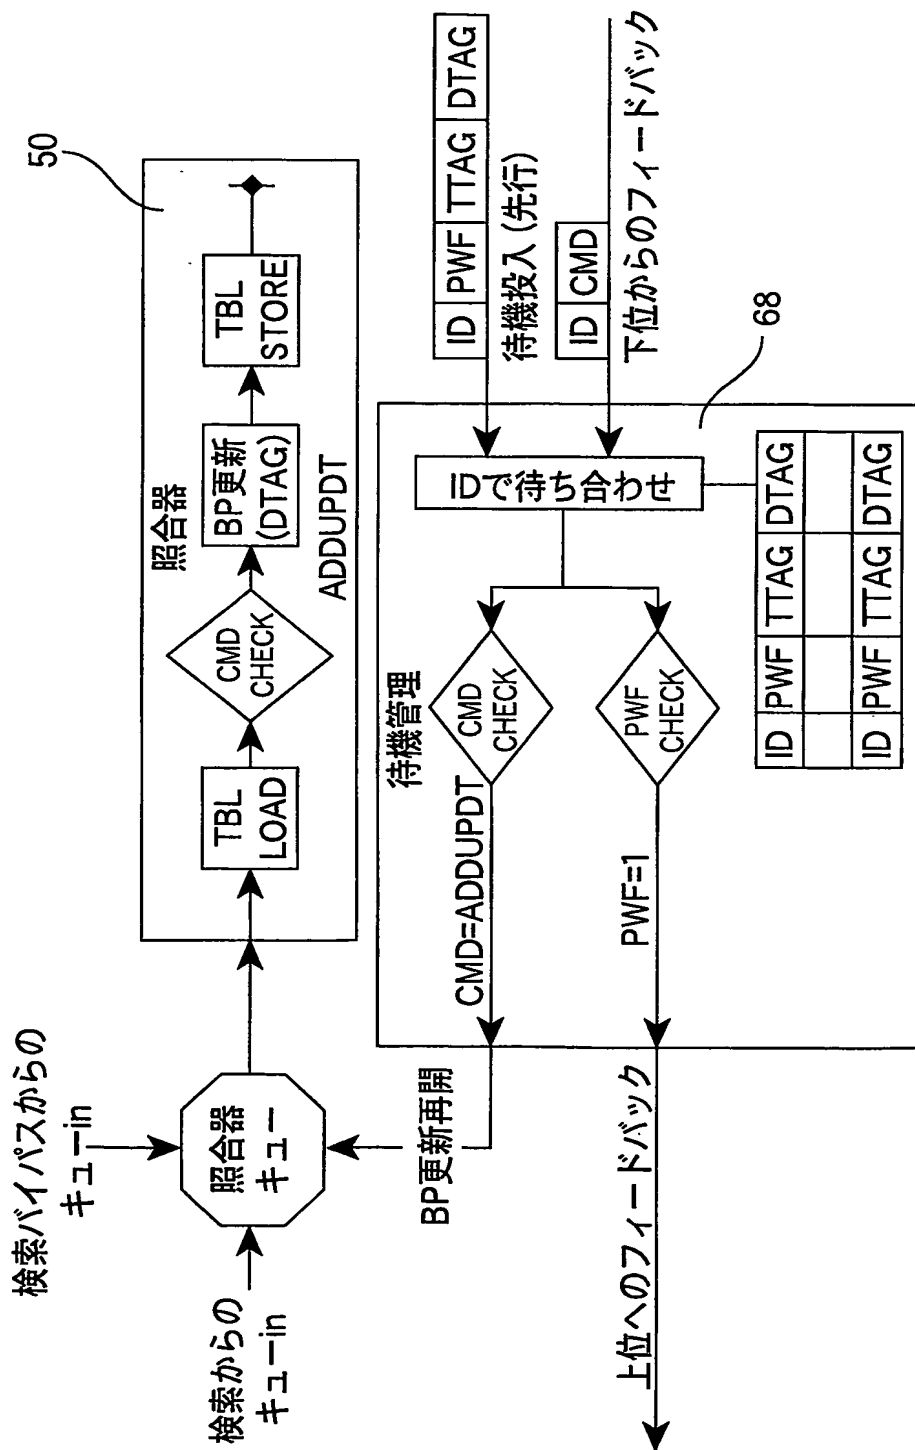 検索バイパスからの
キューin
検索からの
キューin
照合器
キュー
50
照合器
TBL
LOAD
CMD
CHECK
BP更新
(DTAG)
TBL
STORE
ADDUPDT
BP更新再開
上位へのフィードバック
待機管理
CMD=ADDUPDT
CMD
CHECK
PWF=1
PWF
CHECK
IDで待ち合わせ
ID PWF TTAG DTAG
待機投入 (先行)
ID CMD
下位からのフィードバック
68
ID PWF TTAG DTAG
ID PWF TTAG DTAG